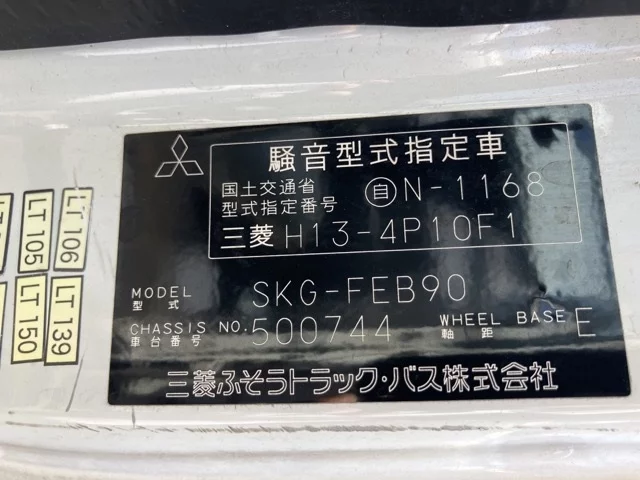 騒音型式指定車
国土交通省
型式指定番号 自N-1168
三菱 H13-4P10F1
MODEL
型式 SKG-FEB90
CHASSIS NO.
車台番号 500744
WHEEL BASE
軸距 E
三菱ふそうトラック・バス株式会社
LT 106
LT 105
LT 139
LT 150